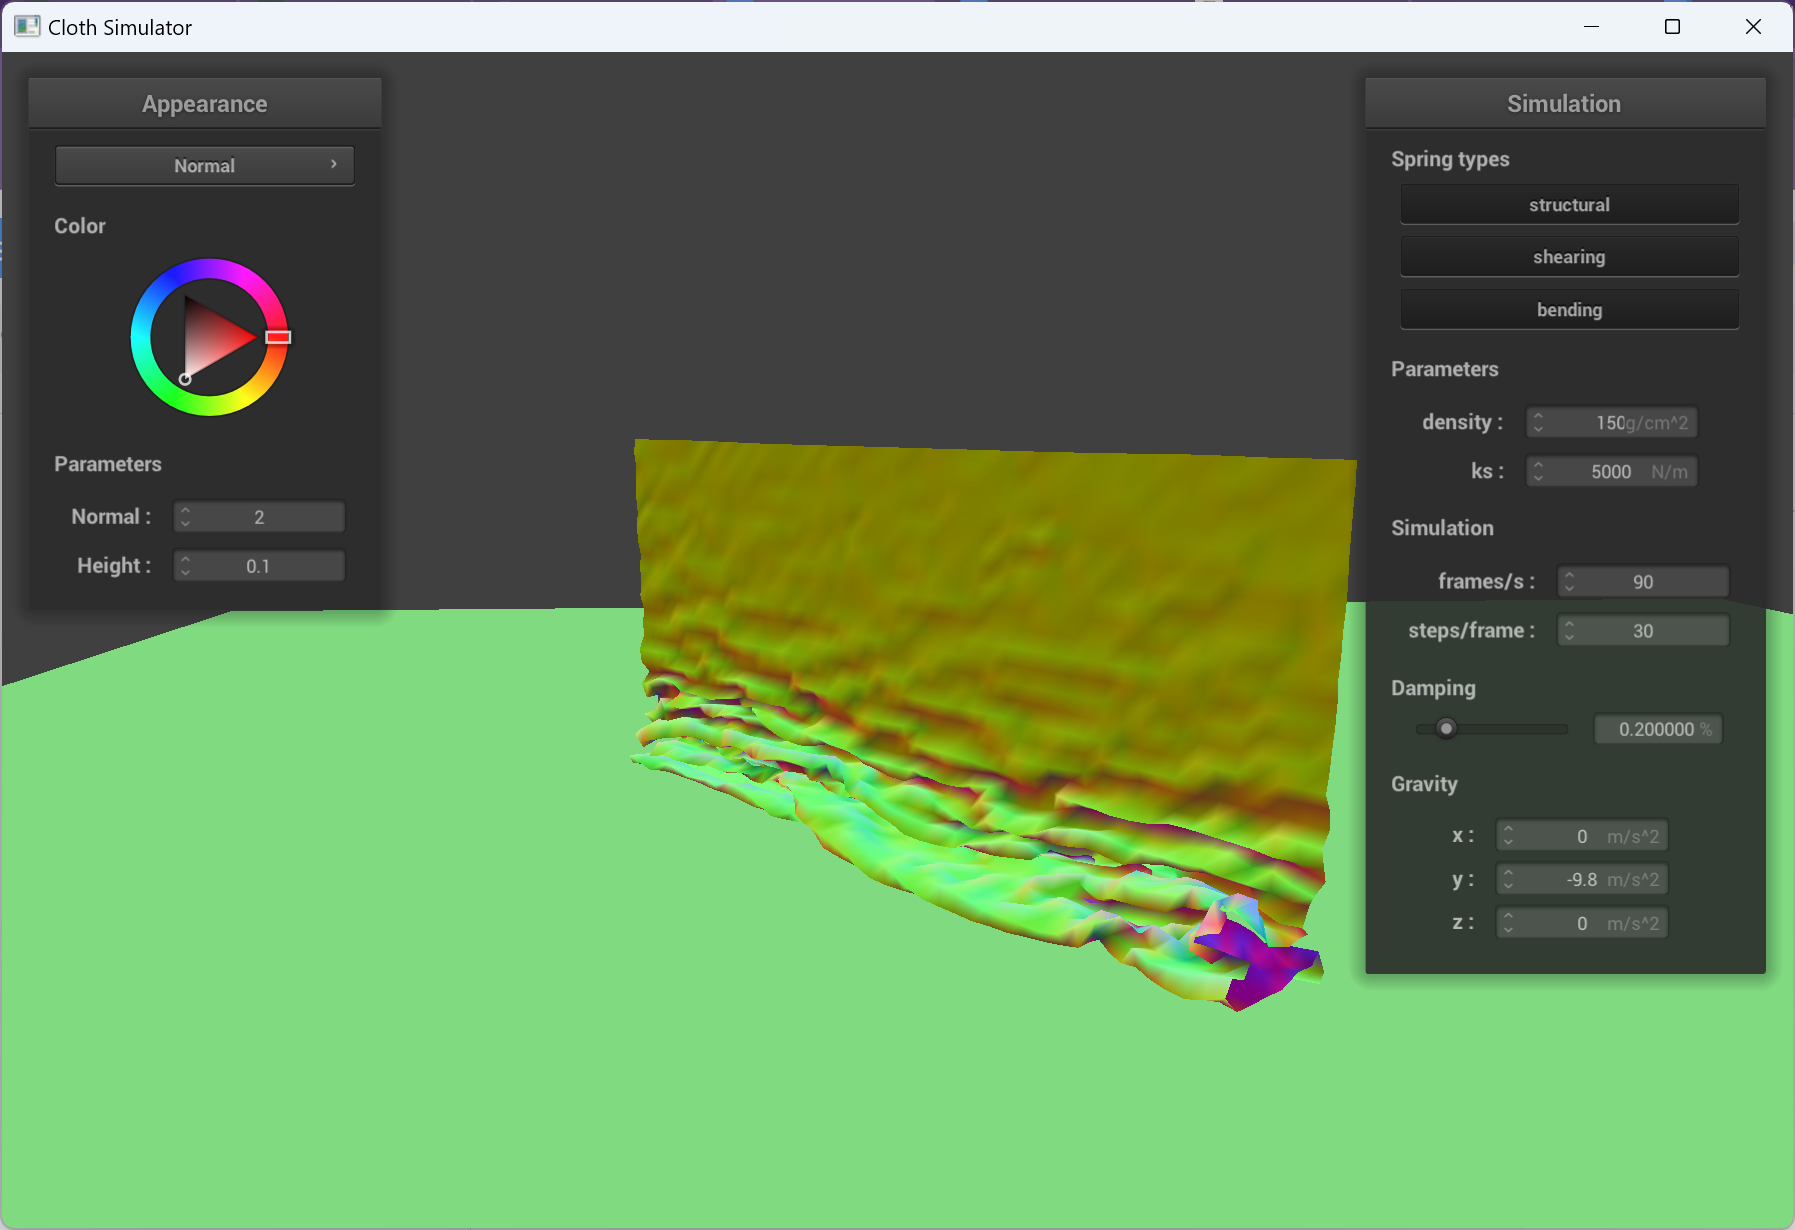 Cloth Simulator
Appearance
Normal
Color
Parameters
Normal : 2
Height : 0.1
Simulation
Spring types
structural
shearing
bending
Parameters
density : 150g/cm^2
ks : 5000 N/m
Simulation
frames/s : 90
steps/frame : 30
Damping
0.200000 %
Gravity
x : 0 m/s^2
y : -9.8 m/s^2
z : 0 m/s^2